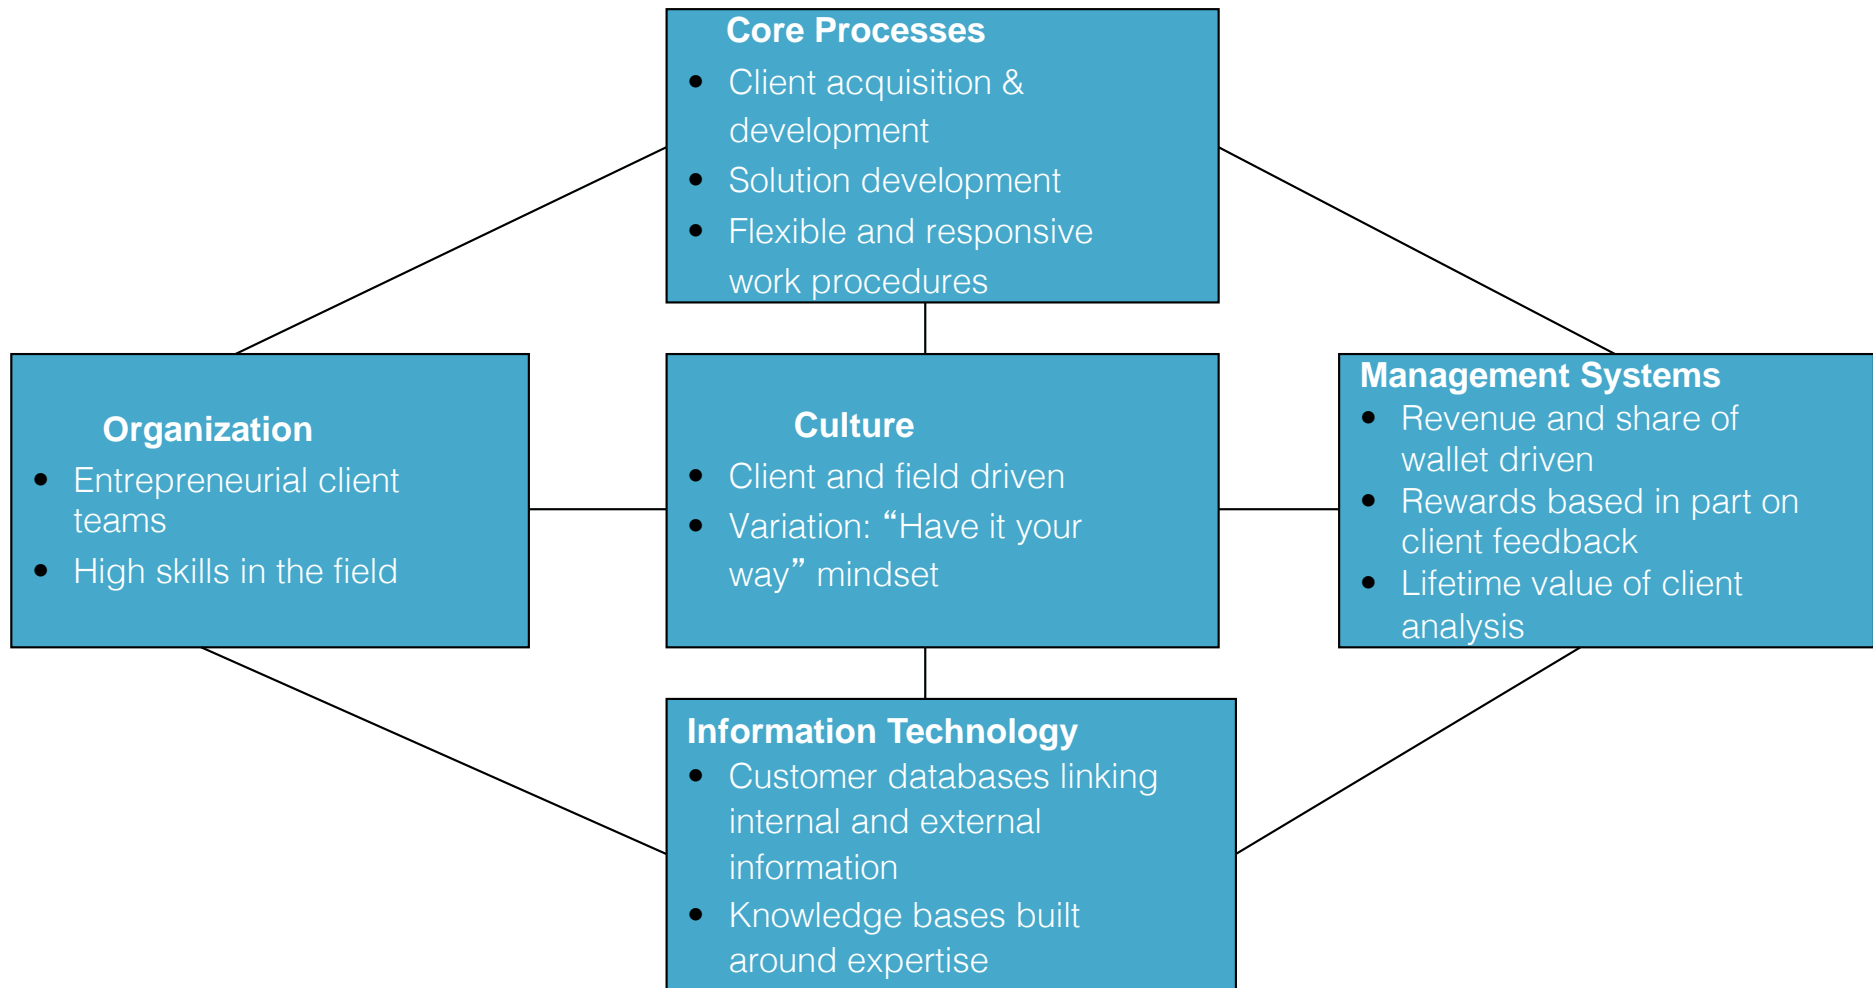 Core Processes
• Client acquisition &
development
• Solution development
• Flexible and responsive
work procedures
Organization
• Entrepreneurial client
teams
• High skills in the field
Culture
• Client and field driven
• Variation: “Have it your
way” mindset
Management Systems
• Revenue and share of
wallet driven
• Rewards based in part on
client feedback
• Lifetime value of client
analysis
Information Technology
• Customer databases linking
internal and external
information
• Knowledge bases built
around expertise